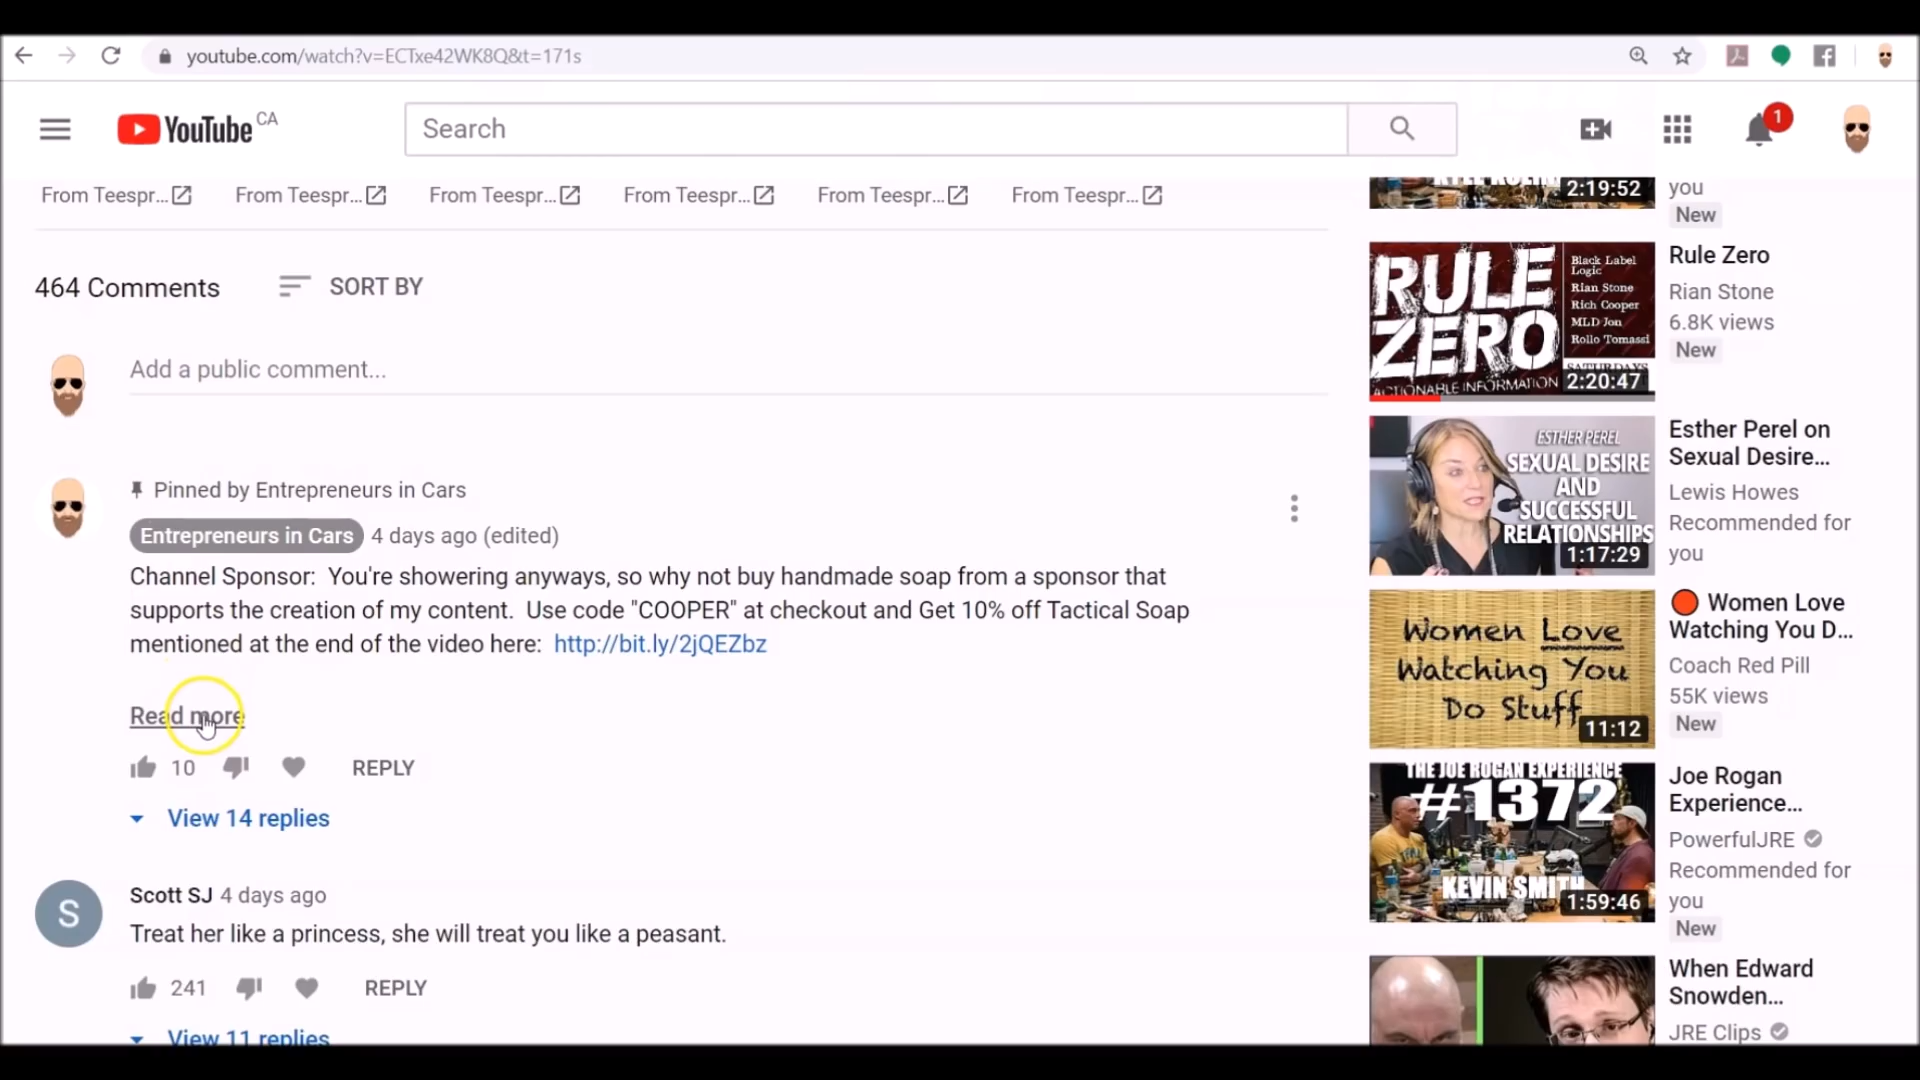 youtube.com/watch?v=ECTxe42WK8Q&t=171s
YouTube CA
Search
1
From Teespr...
From Teespr...
From Teespr...
From Teespr...
From Teespr...
From Teespr...
464 Comments
SORT BY
Add a public comment...
Pinned by Entrepreneurs in Cars
Entrepreneurs in Cars 4 days ago (edited)
Channel Sponsor: You're showering anyways, so why not buy handmade soap from a sponsor that
supports the creation of my content. Use code "COOPER" at checkout and Get 10% off Tactical Soap
mentioned at the end of the video here: http://bit.ly/2jQEZbz
Read more
10
REPLY
View 14 replies
S
Scott SJ 4 days ago
Treat her like a princess, she will treat you like a peasant.
241
REPLY
View 11 replies
2:19:52
you
New
RULE
ZERO
ACTIONABLE INFORMATION
Black Label
Logic
Rian Stone
Rich Cooper
MLD Jon
Rollo Tomassi
SATURDAYS
2:20:47
Rule Zero
Rian Stone
6.8K views
New
ESTHER PEREL
SEXUAL DESIRE
AND
SUCCESSFUL
RELATIONSHIPS
1:17:29
Esther Perel on
Sexual Desire...
Lewis Howes
Recommended for
you
Women Love
Watching You
Do Stuff
11:12
Women Love
Watching You D...
Coach Red Pill
55K views
New
THE JOE ROGAN EXPERIENCE
#1372
KEVIN SMITH
1:59:46
Joe Rogan
Experience...
PowerfulJRE
Recommended for
you
New
When Edward
Snowden...
JRE Clips